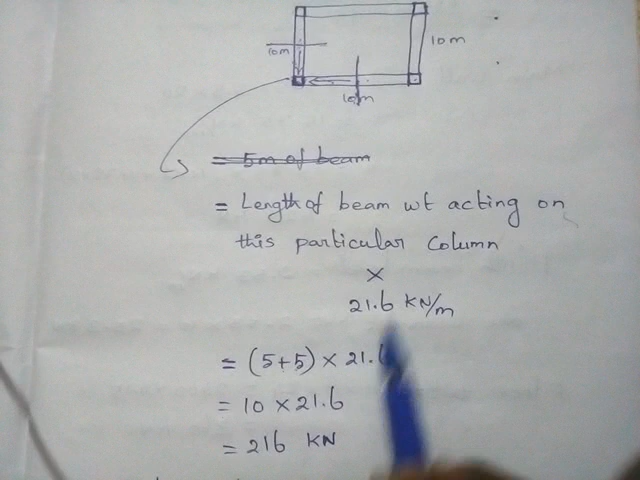 10m
10m
10m
= 5m of beam
= Length of beam wt acting on
this particular column
×
21.6 KN/m
= (5+5) × 21.6
= 10 × 21.6
= 216 KN